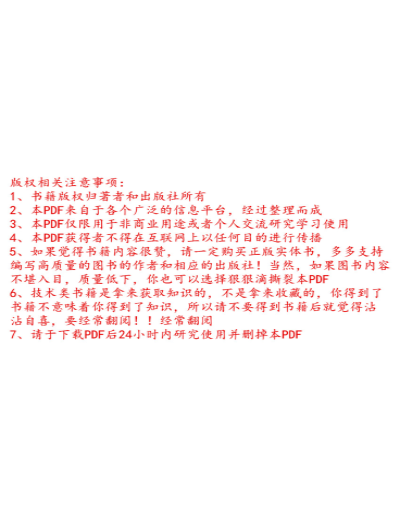 版权相关注意事项：
1、书籍版权归著者和出版社所有
2、本PDF来自于各个广泛的信息平台，经过整理而成
3、本PDF仅限用于非商业用途或者个人交流研究学习使用
4、本PDF获得者不得在互联网上以任何目的进行传播
5、如果觉得书籍内容很赞，请一定购买正版实体书，多多支持
编写高质量的图书的作者和相应的出版社！当然，如果图书内容
不堪入目，质量低下，你也可以选择狠狠滴撕裂本PDF
6、技术类书籍是拿来获取知识的，不是拿来收藏的，你得到了
书籍不意味着你得到了知识，所以请不要得到书籍后就觉得沾
沾自喜，要经常翻阅！！经常翻阅
7、请于下载PDF后24小时内研究使用并删掉本PDF